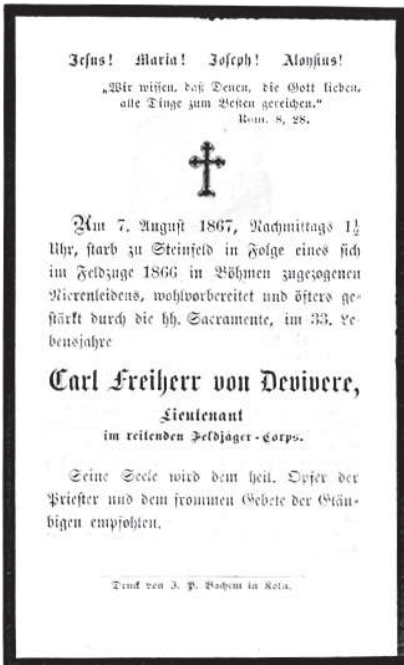 Jesus! Maria! Joseph! Aloysius!
„Wir wissen, daß Denen, die Gott lieben,
alle Dinge zum Besten gereichen.“
Rom. 8, 28.
Am 7. August 1867, Nachmittags 1½
Uhr, starb zu Steinfeld in Folge eines sich
im Feldzuge 1866 in Böhmen zugezogenen
Nierenleidens, wohlvorbereitet und öfters ge-
stärkt durch die hh. Sacramente, im 33. Le-
bensjahre
Carl Freiherr von Devivere,
Lieutenant
im reitenden Feldjäger-Corps.
Seine Seele wird dem heil. Opfer der
Priester und dem frommen Gebete der Gläu-
bigen empfohlen.
Druck von J. P. Bachem in Köln.